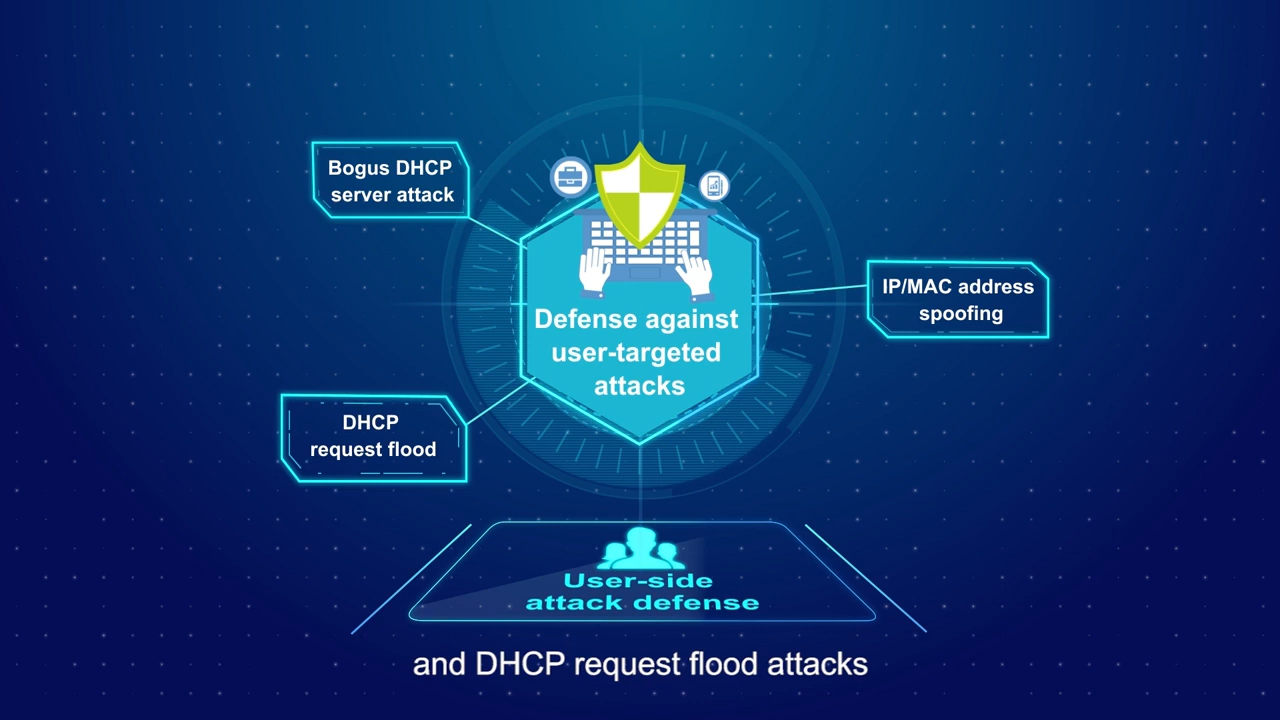 Bogus DHCP
server attack
IP/MAC address
spoofing
Defense against
user-targeted
attacks
DHCP
request flood
User-side
attack defense
and DHCP request flood attacks